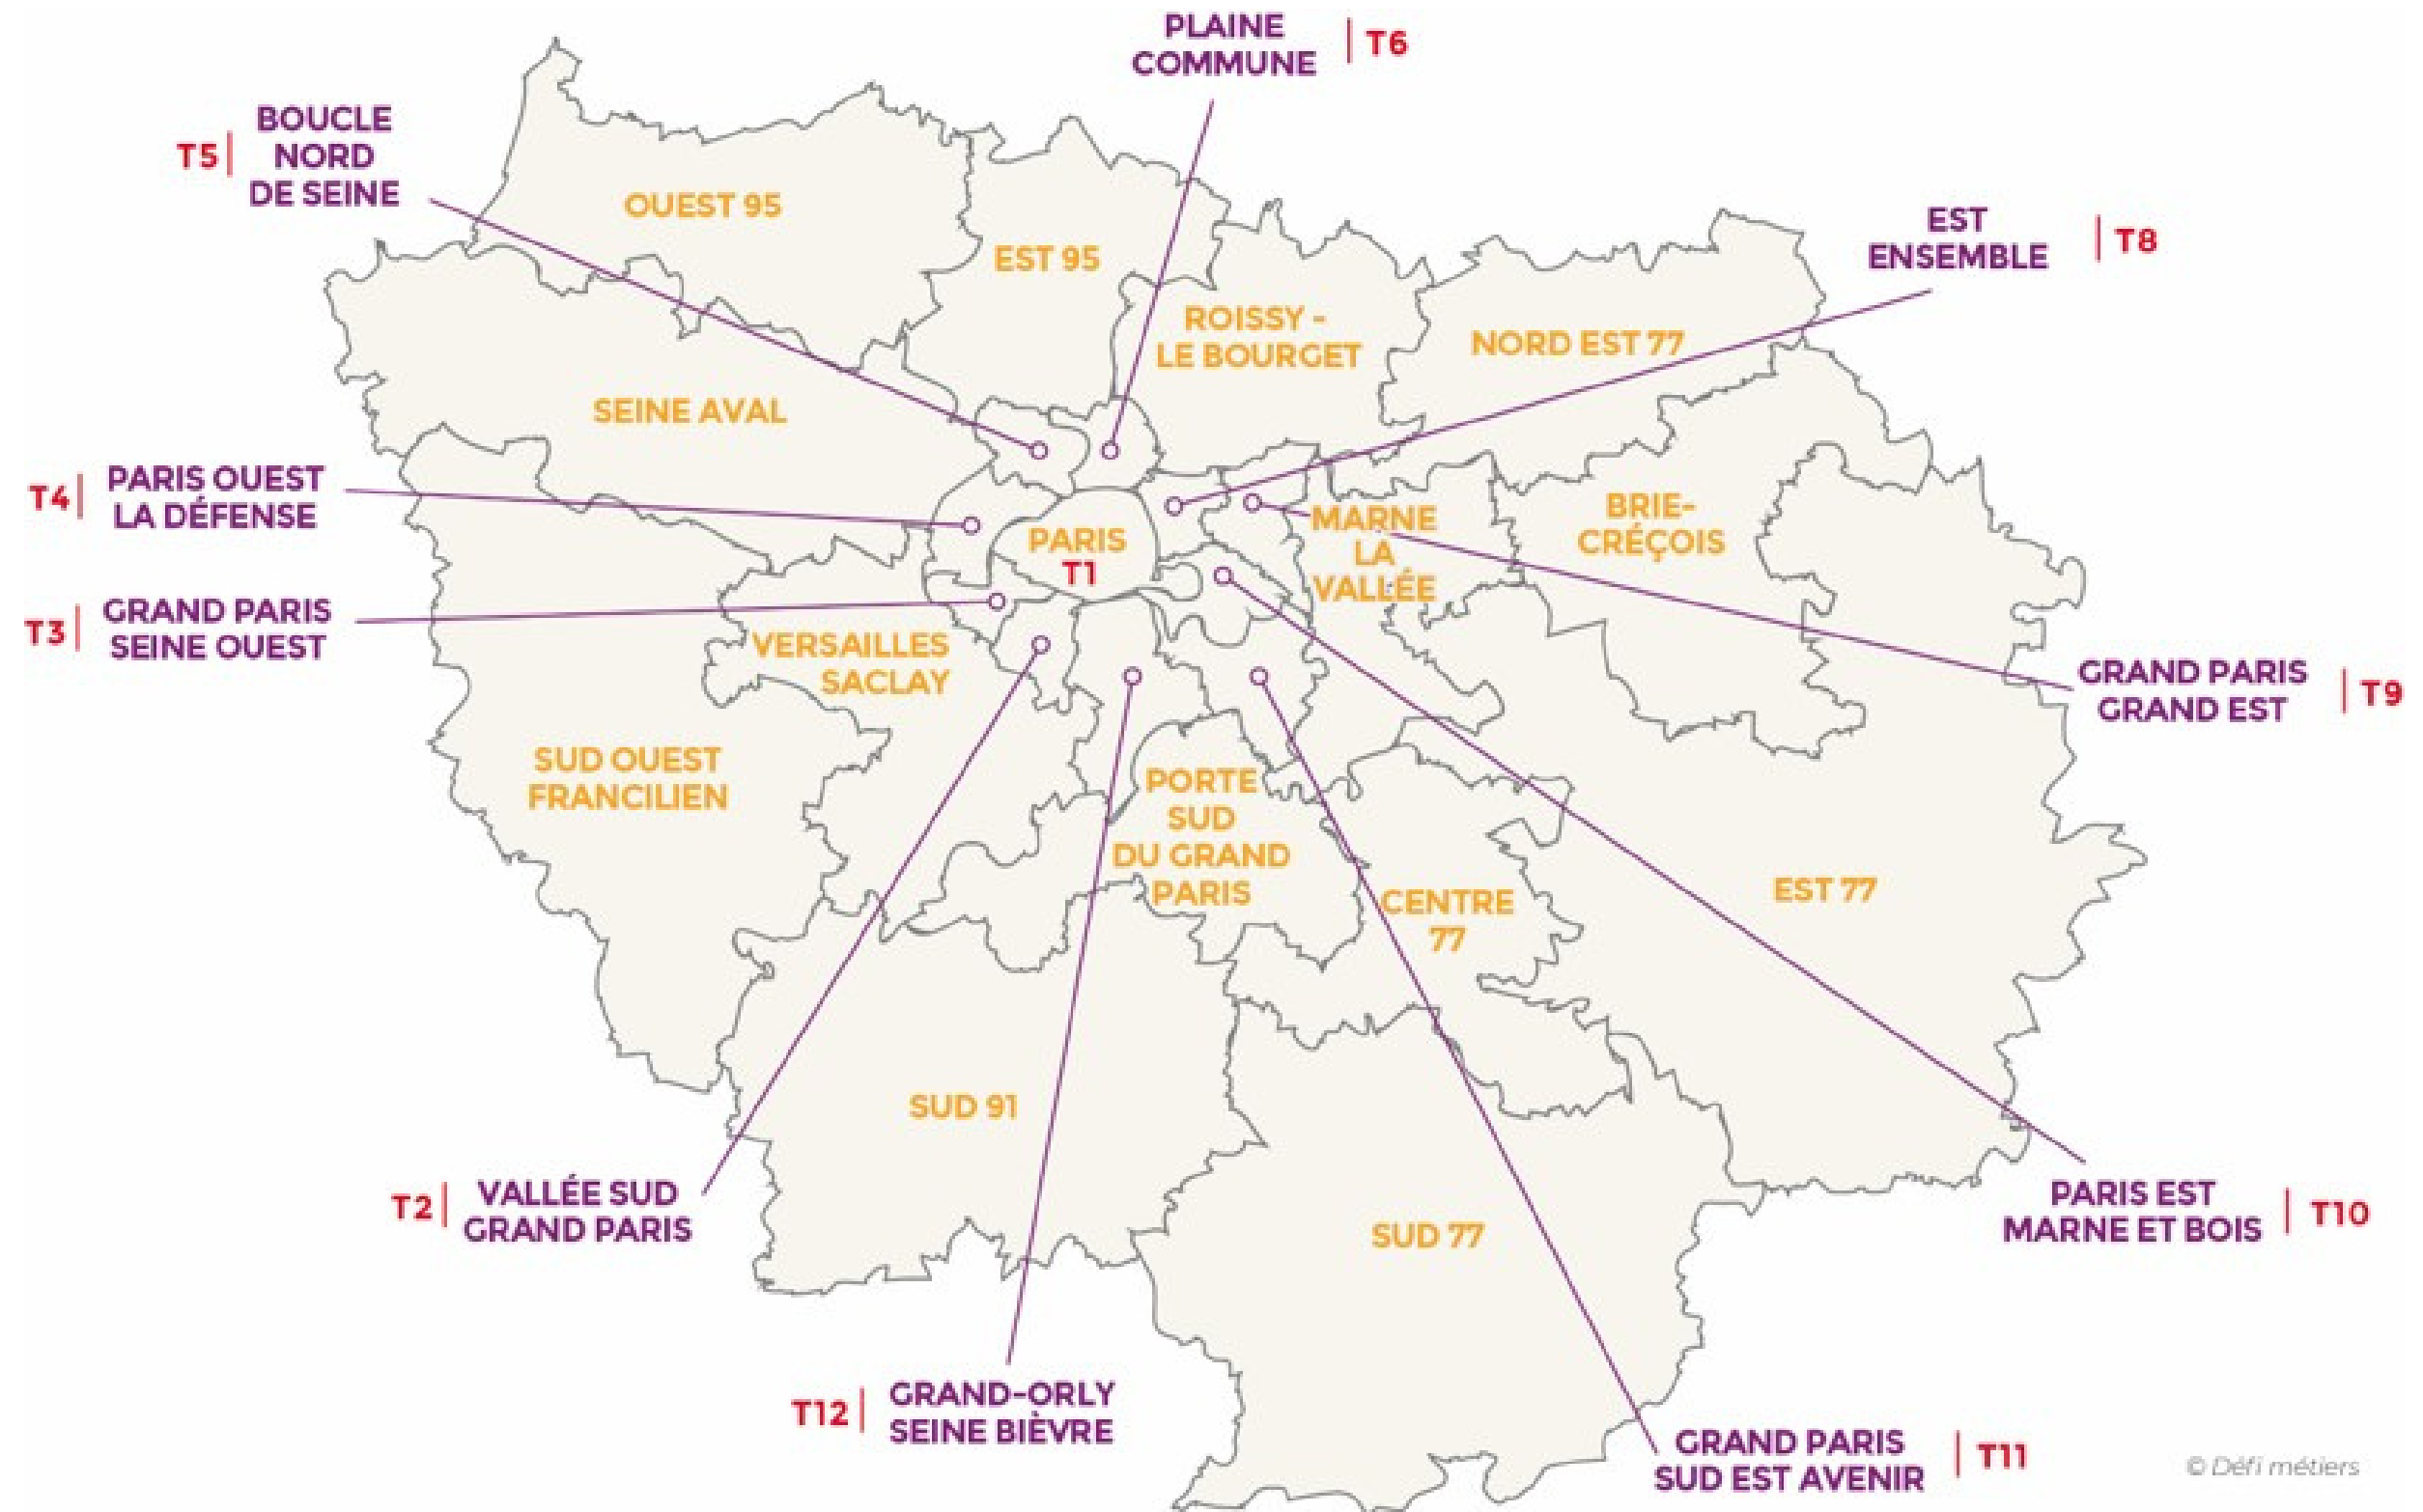 PLAINE
COMMUNE
T6
BOUCLE
NORD
DE SEINE
T5
OUEST 95
EST 95
EST
ENSEMBLE
T8
ROISSY -
LE BOURGET
NORD EST 77
SEINE AVAL
T4
PARIS OUEST
LA DÉFENSE
PARIS
T1
MARNE
LA
VALLÉE
BRIE-
CRÉÇOIS
T3
GRAND PARIS
SEINE OUEST
VERSAILLES
SACLAY
GRAND PARIS
GRAND EST
T9
SUD OUEST
FRANCILIEN
PORTE
SUD
DU GRAND
PARIS
CENTRE
77
EST 77
SUD 91
T2
VALLÉE SUD
GRAND PARIS
SUD 77
PARIS EST
MARNE ET BOIS
T10
T12
GRAND-ORLY
SEINE BIÈVRE
GRAND PARIS
SUD EST AVENIR
T11
© Défi métiers